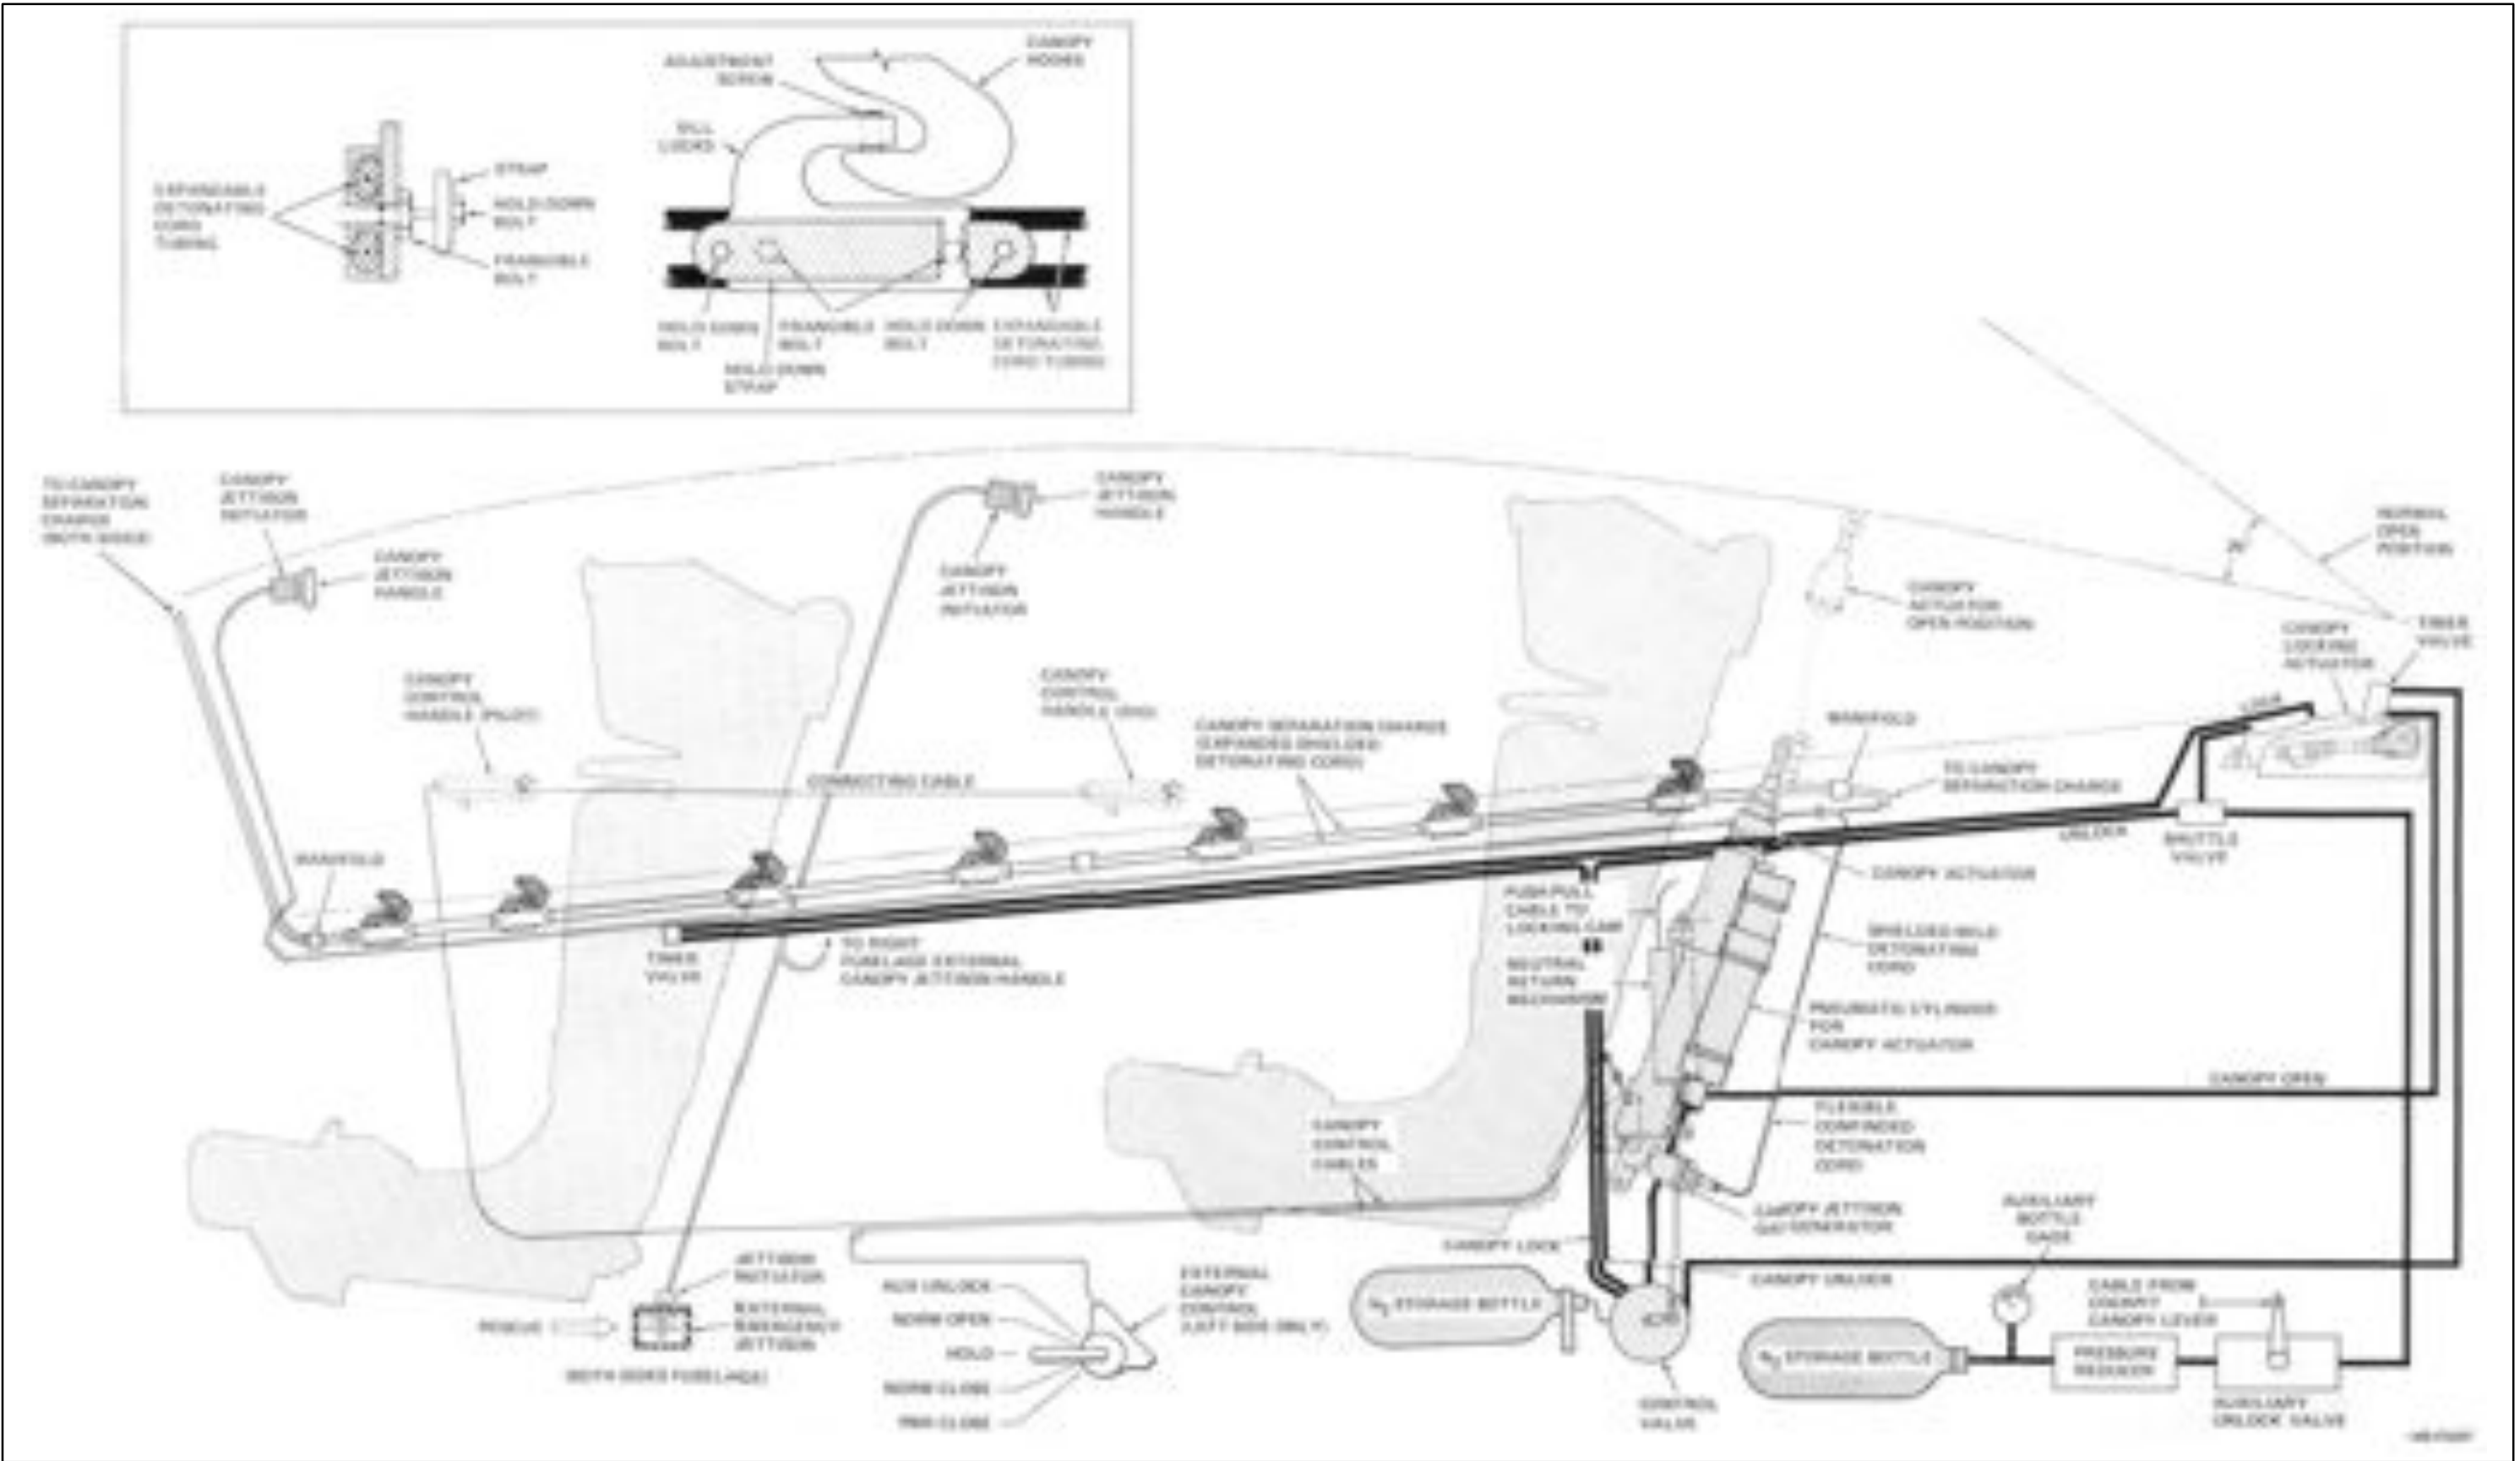 ADJUSTMENT
SCREW
CANOPY
HOOKS
SILL
LOCKS
EXPANDABLE
DETONATING
CORD
TUBING
STRAP
HOLD DOWN
BOLT
FRANGIBLE
BOLT
HOLD DOWN
BOLT
FRANGIBLE
BOLT
HOLD DOWN
BOLT
EXPANDABLE
DETONATING
CORD TUBING
HOLD DOWN
STRAP
TO CANOPY
SEPARATION
CHARGE
(BOTH SIDES)
CANOPY
JETTISON
INITIATOR
CANOPY
JETTISON
HANDLE
CANOPY
JETTISON
HANDLE
CANOPY
JETTISON
INITIATOR
NORMAL
OPEN
POSITION
CANOPY
ACTUATOR
OPEN POSITION
CANOPY
LOCKING
ACTUATOR
TIMER
VALVE
CANOPY
CONTROL
HANDLE (PILOT)
CANOPY
CONTROL
HANDLE (RIO)
CONNECTING CABLE
CANOPY SEPARATION CHARGE
(EXPANDED SHIELDED
DETONATING CORD)
MANIFOLD
LOCK
TO CANOPY
SEPARATION CHARGE
UNLOCK
SHUTTLE
VALVE
MANIFOLD
TIMER
VALVE
TO RIGHT
FUSELAGE EXTERNAL
CANOPY JETTISON HANDLE
PUSH PULL
CABLE TO
LOCKING CAM
NEUTRAL
RETURN
MECHANISM
CANOPY ACTUATOR
SHIELDED MILD
DETONATING
CORD
PNEUMATIC CYLINDER
FOR
CANOPY ACTUATOR
CANOPY OPEN
FLEXIBLE
CONFINDED
DETONATION
CORD
CANOPY
CONTROL
CABLES
CANOPY JETTISON
GAS GENERATOR
AUXILIARY
BOTTLE
GAGE
CANOPY LOCK
CANOPY UNLOCK
JETTISON
INITIATOR
RESCUE
EXTERNAL
EMERGENCY
JETTISON
(BOTH SIDES FUSELAGE)
AUX UNLOCK
NORM OPEN
HOLD
NORM CLOSE
EXTERNAL
CANOPY
CONTROL
(LEFT SIDE ONLY)
N2 STORAGE BOTTLE
CONTROL
VALVE
N2 STORAGE BOTTLE
CABLE FROM
COCKPIT
CANOPY LEVER
PRESSURE
REDUCER
AUXILIARY
UNLOCK VALVE